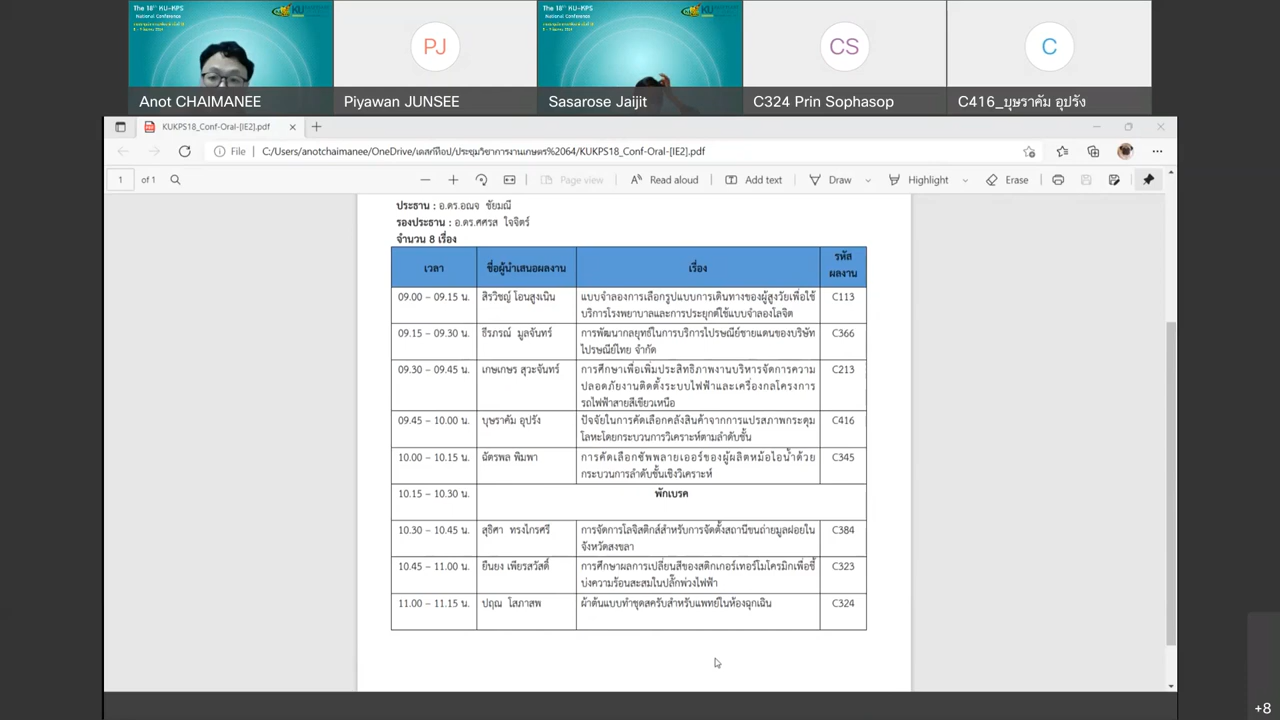 The 18th KU-KPS
National Conference
The 18th KU-KPS
National Conference
PJ
CS
C
Anot CHAIMANEE
Piyawan JUNSEE
Sasarose Jaijit
C324 Prin Sophasop
C416_บุษราคัม อุปรัง
KUKPS18_Conf-Oral-[IE2].pdf
File
C:/Users/anotchaimanee/OneDrive/เดสก์ท็อป/ประชุมวิชาการงานเกษตร%2064/KUKPS18_Conf-Oral-[IE2].pdf
1 of 1
Page view
Read aloud
Add text
Draw
Highlight
Erase
ประธาน : อ.ดร.อณจ ชัยมณี
รองประธาน : อ.ดร.ศศรส ใจจิตร์
จำนวน 8 เรื่อง
เวลา ชื่อผู้นำเสนอผลงาน เรื่อง รหัส
ผลงาน
09.00 – 09.15 น. สิรวิชญ์ โอนสูงเนิน แบบจำลองการเลือกรูปแบบการเดินทางของผู้สูงวัยเพื่อใช้ C113
บริการโรงพยาบาลและการประยุกต์ใช้แบบจำลองโลจิต
09.15 – 09.30 น. ธีรภรณ์ มูลจันทร์ การพัฒนากลยุทธ์ในการบริการไปรษณีย์ชายแดนของบริษัท C366
ไปรษณีย์ไทย จำกัด
09.30 – 09.45 น. เกษเกษร สุวะจันทร์ การศึกษาเพื่อเพิ่มประสิทธิภาพงานบริหารจัดการความ C213
ปลอดภัยงานติดตั้งระบบไฟฟ้าและเครื่องกลโครงการ
รถไฟฟ้าสายสีเขียวเหนือ
09.45 – 10.00 น. บุษราคัม อุปรัง ปัจจัยในการคัดเลือกคลังสินค้าจากการแปรสภาพกระดุม C416
โลหะโดยกระบวนการวิเคราะห์ตามลำดับชั้น
10.00 – 10.15 น. ฉัตรพล พิมพา การคัดเลือกซัพพลายเออร์ของผู้ผลิตหม้อไอน้ำด้วย C345
กระบวนการลำดับชั้นเชิงวิเคราะห์
10.15 – 10.30 น. พักเบรค
10.30 – 10.45 น. สุธิศา ทรงไกรศรี การจัดการโลจิสติกส์สำหรับการจัดตั้งสถานีขนถ่ายมูลฝอยใน C384
จังหวัดสงขลา
10.45 – 11.00 น. ยืนยง เพียรสวัสดิ์ การศึกษาผลการเปลี่ยนสีของสติกเกอร์เทอร์โมโครมิกเพื่อชี้ C323
บ่งความร้อนสะสมในปลั๊กพ่วงไฟฟ้า
11.00 – 11.15 น. ปฤณ โสภาสพ ผ้าต้นแบบทำชุดสครับสำหรับแพทย์ในห้องฉุกเฉิน C324
+8